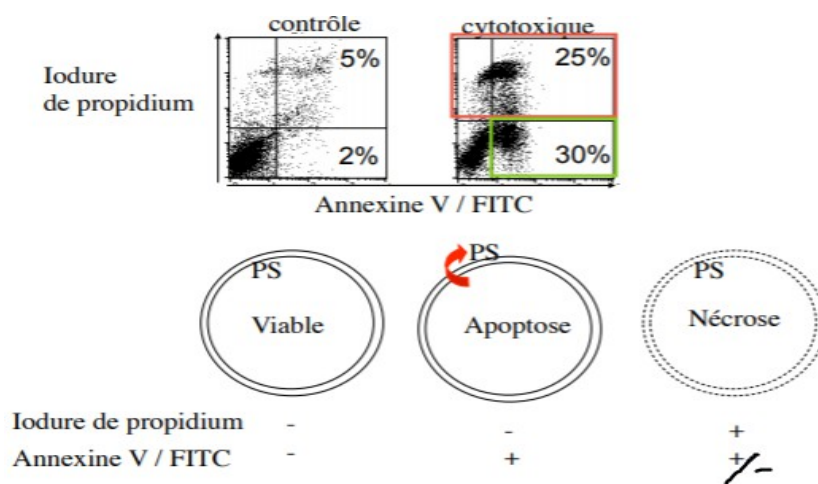 contrôle cytotoxique
Iodure
de propidium
5% 25%
2% 30%
Annexine V / FITC
PS PS PS
Viable Apoptose Nécrose
Iodure de propidium - - +
Annexine V / FITC - + +/-